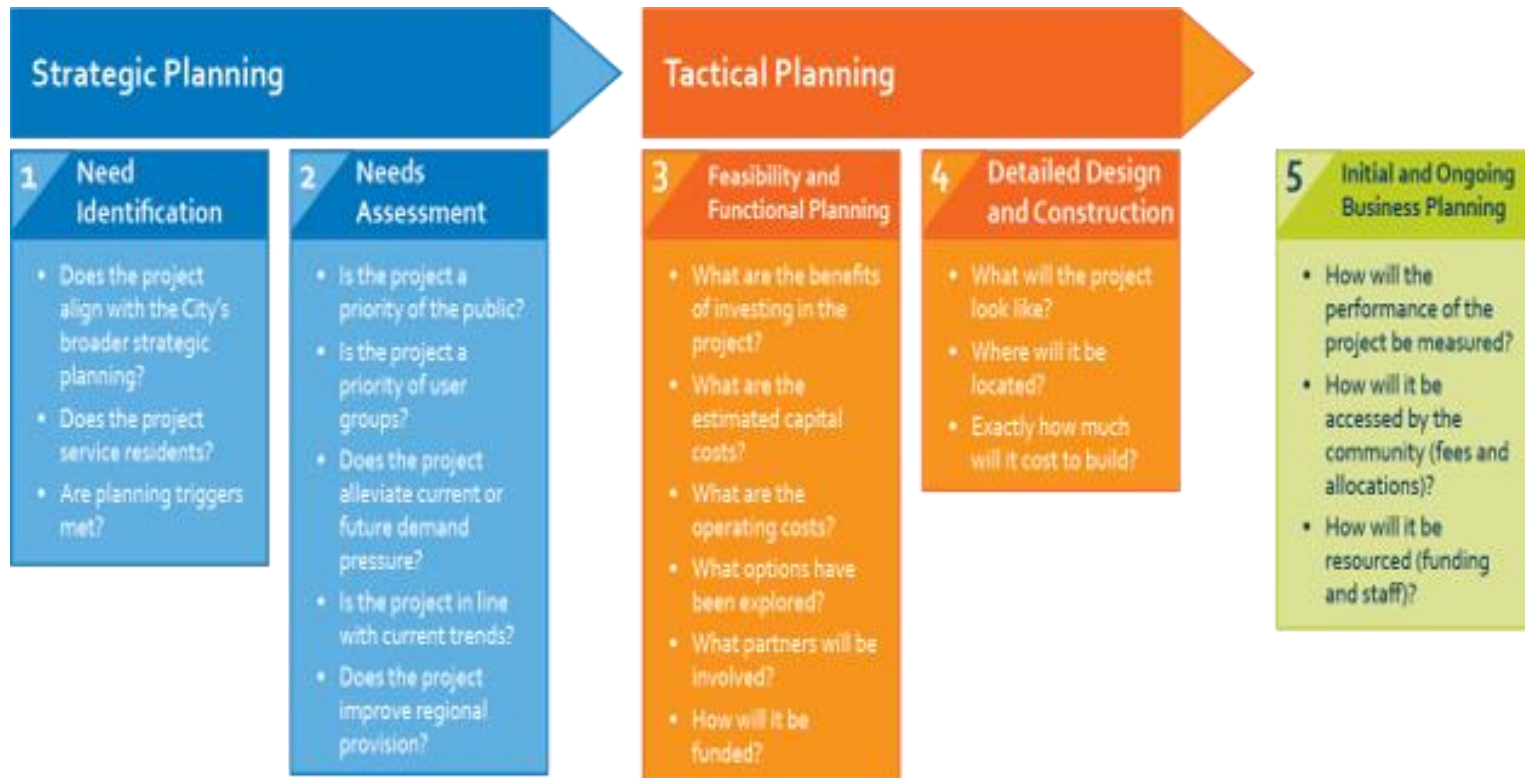 Strategic Planning
Tactical Planning
1
Need
Identification
• Does the project
align with the City's
broader strategic
planning?
• Does the project
service residents?
• Are planning triggers
met?
2
Needs
Assessment
• Is the project a
priority of the public?
• Is the project a
priority of user
groups?
• Does the project
alleviate current or
future demand
pressure?
• Is the project in line
with current trends?
• Does the project
improve regional
provision?
3
Feasibility and
Functional Planning
• What are the benefits
of investing in the
project?
• What are the
estimated capital
costs?
• What are the
operating costs?
• What options have
been explored?
• What partners will be
involved?
• How will it be
funded?
4
Detailed Design
and Construction
• What will the project
look like?
• Where will it be
located?
• Exactly how much
will it cost to build?
5
Initial and Ongoing
Business Planning
• How will the
performance of the
project be measured?
• How will it be
accessed by the
community (fees and
allocations)?
• How will it be
resourced (funding
and staff)?